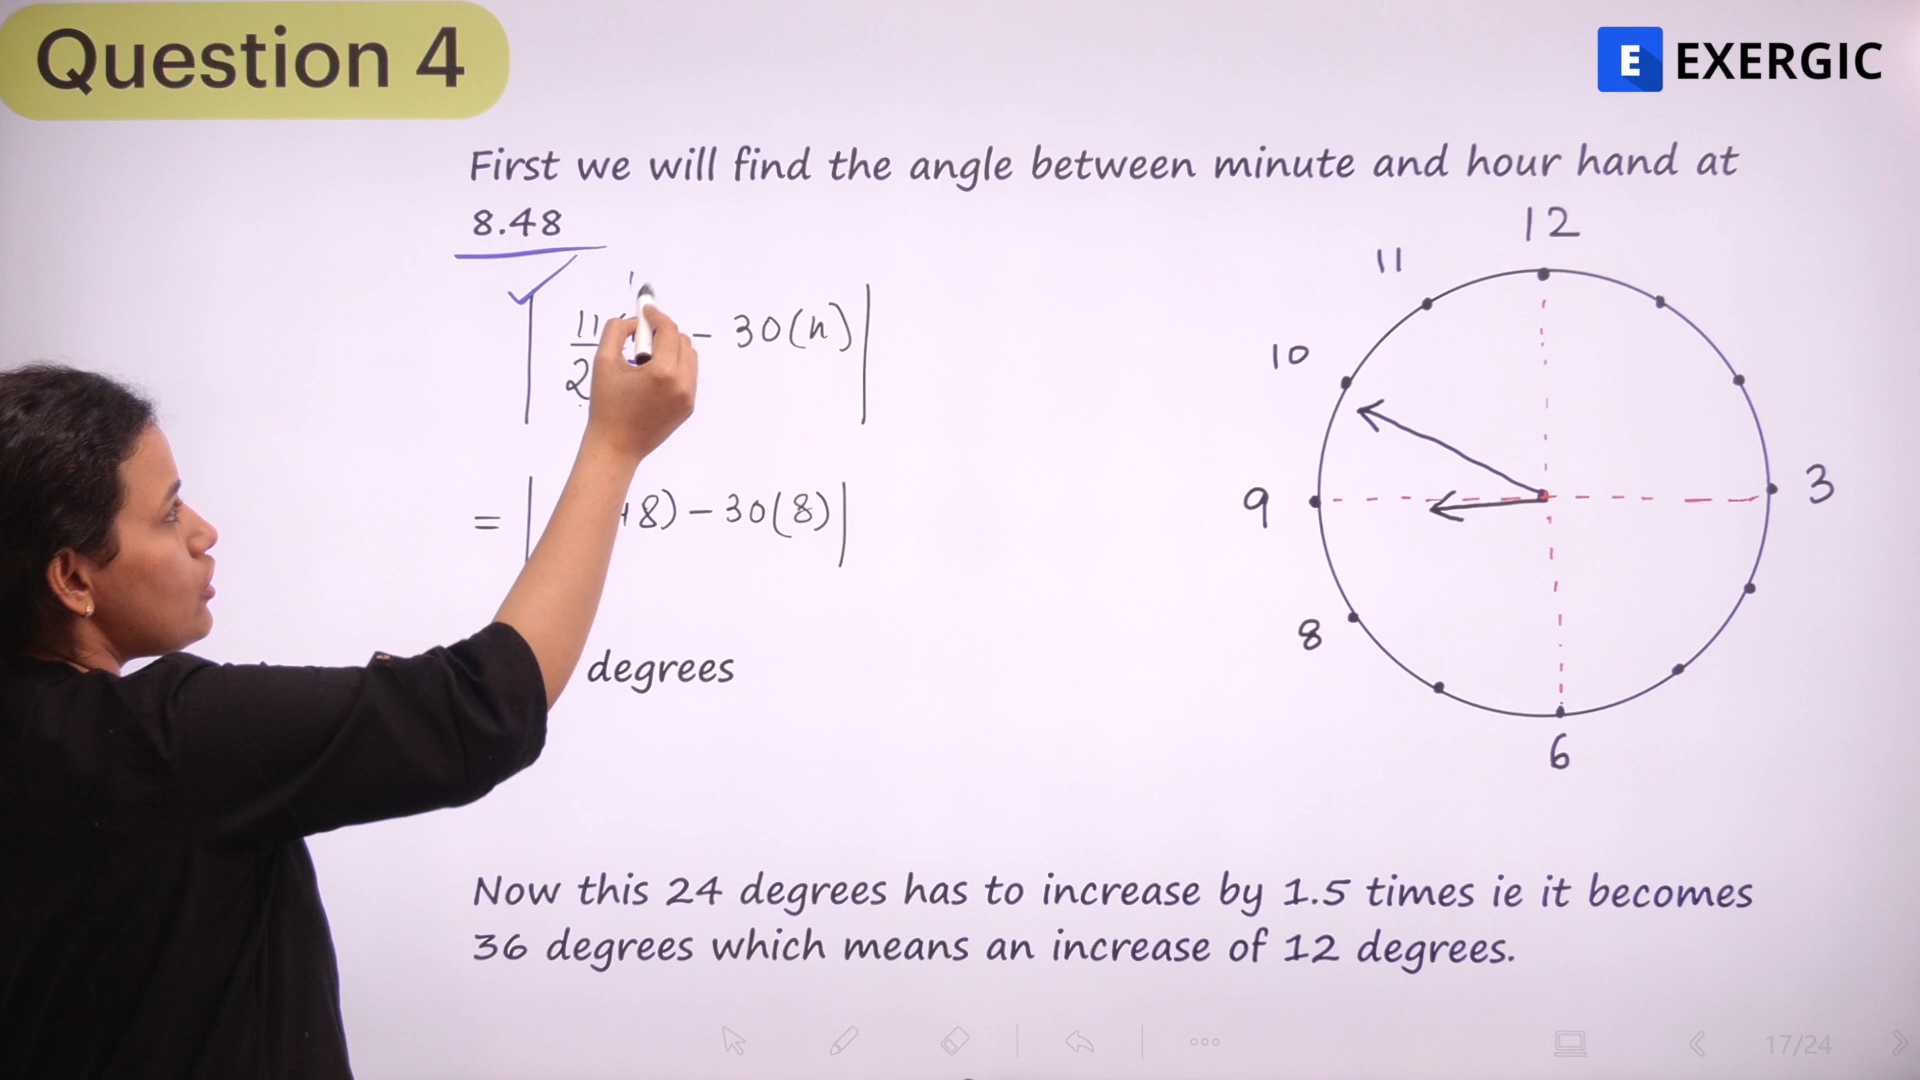 Question 4
E EXERGIC
First we will find the angle between minute and hour hand at
8.48
12
11
11
2
- 30(h)
10
9
3
=
8) - 30(8)
8
degrees
6
Now this 24 degrees has to increase by 1.5 times ie it becomes
36 degrees which means an increase of 12 degrees.
17/24